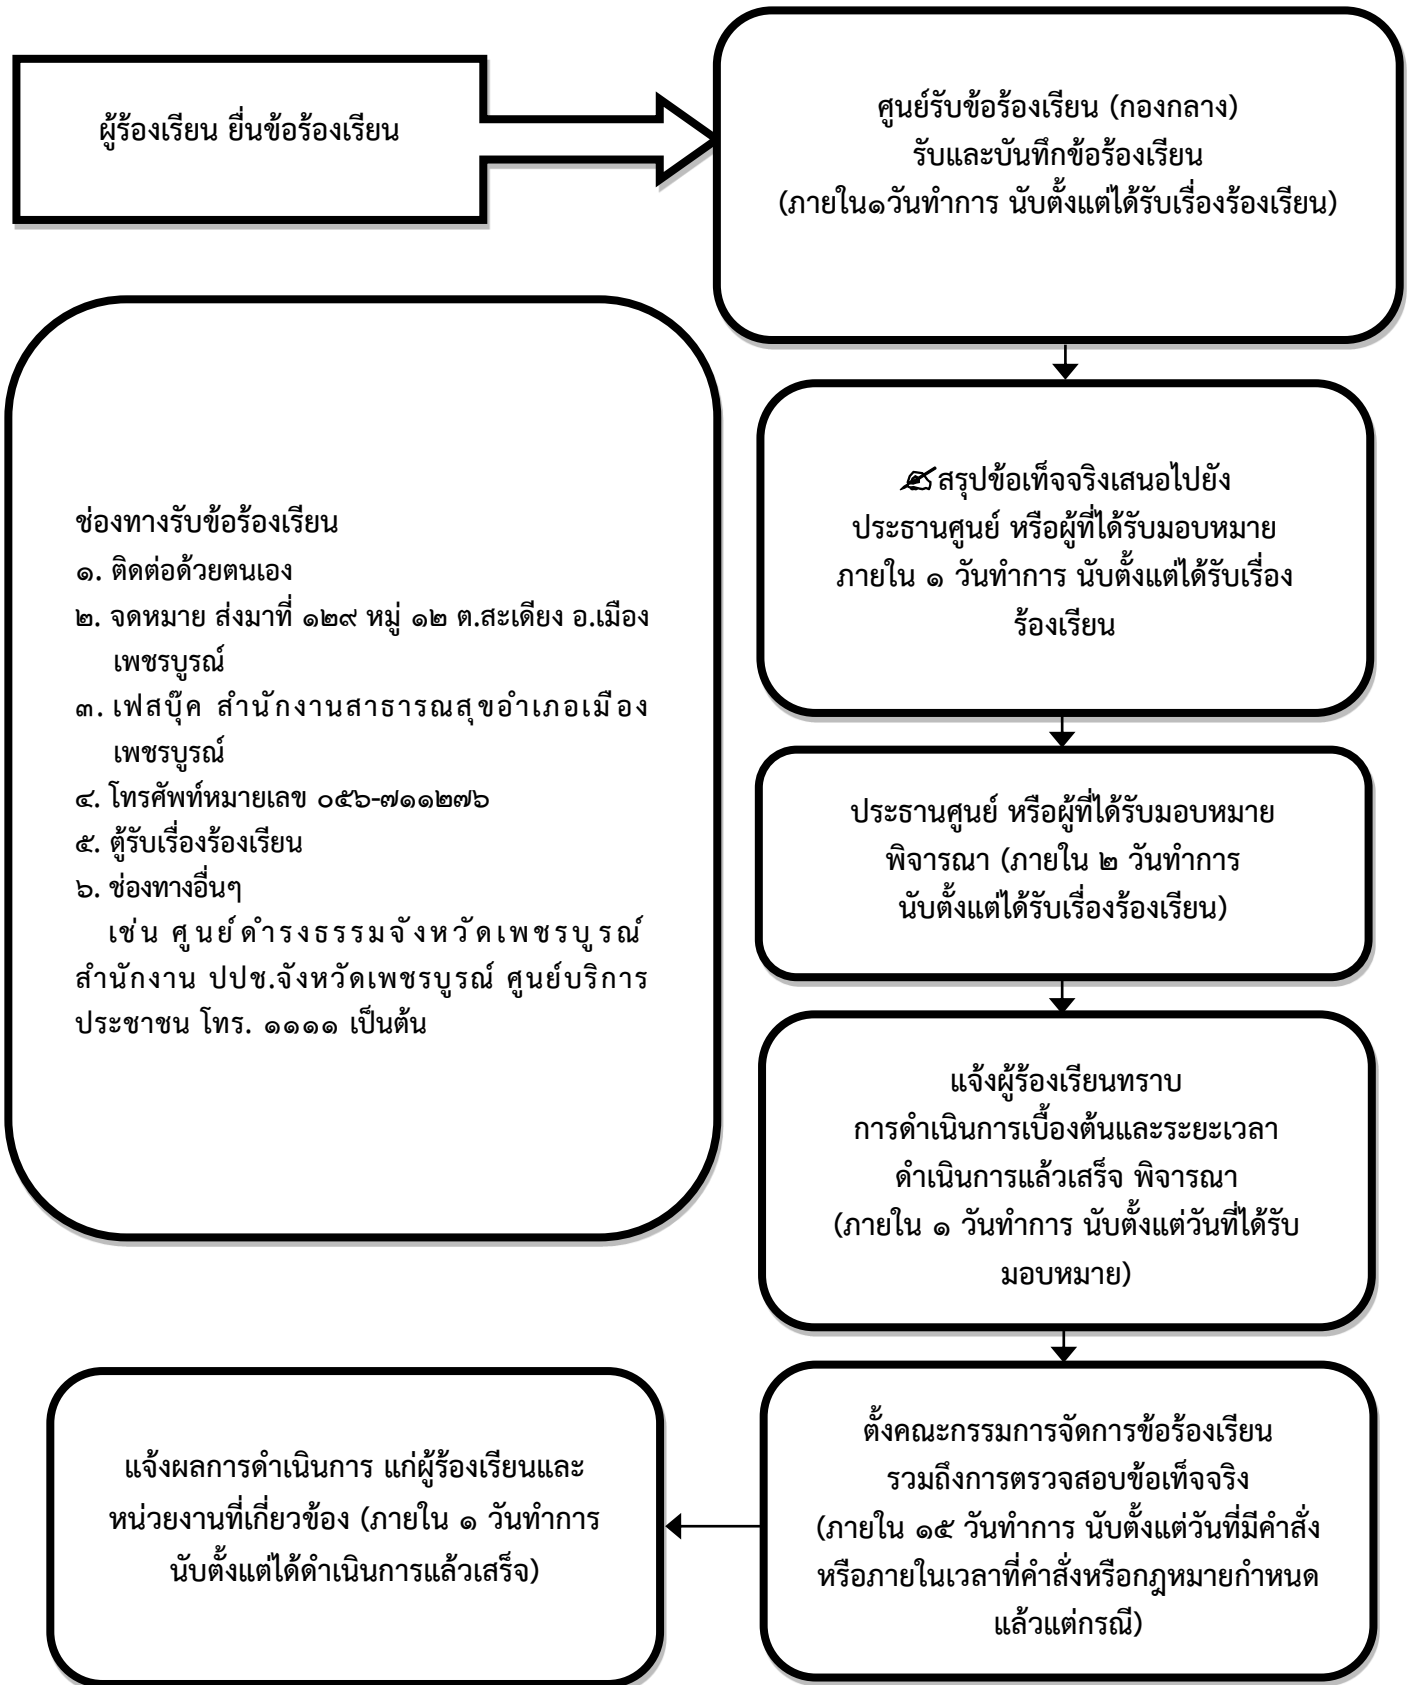 ผู้ร้องเรียน ยื่นข้อร้องเรียน
ศูนย์รับข้อร้องเรียน (กองกลาง)
รับและบันทึกข้อร้องเรียน
(ภายใน๑วันทำการ นับตั้งแต่ได้รับเรื่องร้องเรียน)
ช่องทางรับข้อร้องเรียน
๑. ติดต่อด้วยตนเอง
๒. จดหมาย ส่งมาที่ ๑๒๙ หมู่ ๑๒ ต.สะเดียง อ.เมือง
เพชรบูรณ์
๓. เฟสบุ๊ค สำนักงานสาธารณสุขอำเภอเมือง
เพชรบูรณ์
๔. โทรศัพท์หมายเลข ๐๕๖-๗๑๑๒๗๖
๕. ตู้รับเรื่องร้องเรียน
๖. ช่องทางอื่นๆ
เช่น ศูนย์ดำรงธรรมจังหวัดเพชรบูรณ์
สำนักงาน ปปช.จังหวัดเพชรบูรณ์ ศูนย์บริการ
ประชาชน โทร. ๑๑๑๑ เป็นต้น
สรุปข้อเท็จจริงเสนอไปยัง
ประธานศูนย์ หรือผู้ที่ได้รับมอบหมาย
ภายใน ๑ วันทำการ นับตั้งแต่ได้รับเรื่อง
ร้องเรียน
ประธานศูนย์ หรือผู้ที่ได้รับมอบหมาย
พิจารณา (ภายใน ๒ วันทำการ
นับตั้งแต่ได้รับเรื่องร้องเรียน)
แจ้งผู้ร้องเรียนทราบ
การดำเนินการเบื้องต้นและระยะเวลา
ดำเนินการแล้วเสร็จ พิจารณา
(ภายใน ๑ วันทำการ นับตั้งแต่วันที่ได้รับ
มอบหมาย)
ตั้งคณะกรรมการจัดการข้อร้องเรียน
รวมถึงการตรวจสอบข้อเท็จจริง
(ภายใน ๑๕ วันทำการ นับตั้งแต่วันที่มีคำสั่ง
หรือภายในเวลาที่คำสั่งหรือกฎหมายกำหนด
แล้วแต่กรณี)
แจ้งผลการดำเนินการ แก่ผู้ร้องเรียนและ
หน่วยงานที่เกี่ยวข้อง (ภายใน ๑ วันทำการ
นับตั้งแต่ได้ดำเนินการแล้วเสร็จ)